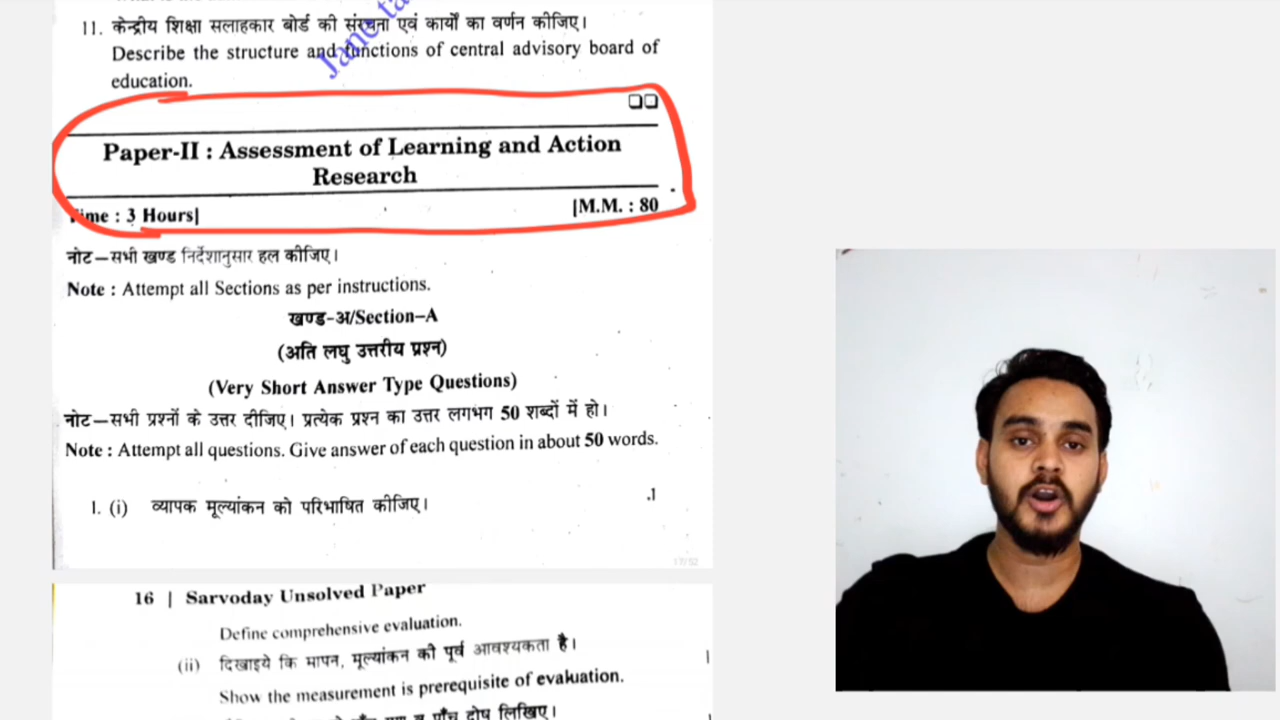 11. केन्द्रीय शिक्षा सलाहकार बोर्ड की संरचना एवं कार्यों का वर्णन कीजिए।
Describe the structure and functions of central advisory board of
education.
Paper-II : Assessment of Learning and Action
Research
Time : 3 Hours| |M.M. : 80
नोट—सभी खण्ड निर्देशानुसार हल कीजिए।
Note : Attempt all Sections as per instructions.
खण्ड-अ/Section–A
(अति लघु उत्तरीय प्रश्न)
(Very Short Answer Type Questions)
नोट—सभी प्रश्नों के उत्तर दीजिए। प्रत्येक प्रश्न का उत्तर लगभग 50 शब्दों में हो।
Note : Attempt all questions. Give answer of each question in about 50 words.
1. (i) व्यापक मूल्यांकन को परिभाषित कीजिए। .1
17/52
16 | Sarvoday Unsolved Paper
Define comprehensive evaluation.
(ii) दिखाइये कि मापन, मूल्यांकन की पूर्व आवश्यकता है। |
Show the measurement is prerequisite of evaluation.
पाँच दोष लिखिए।